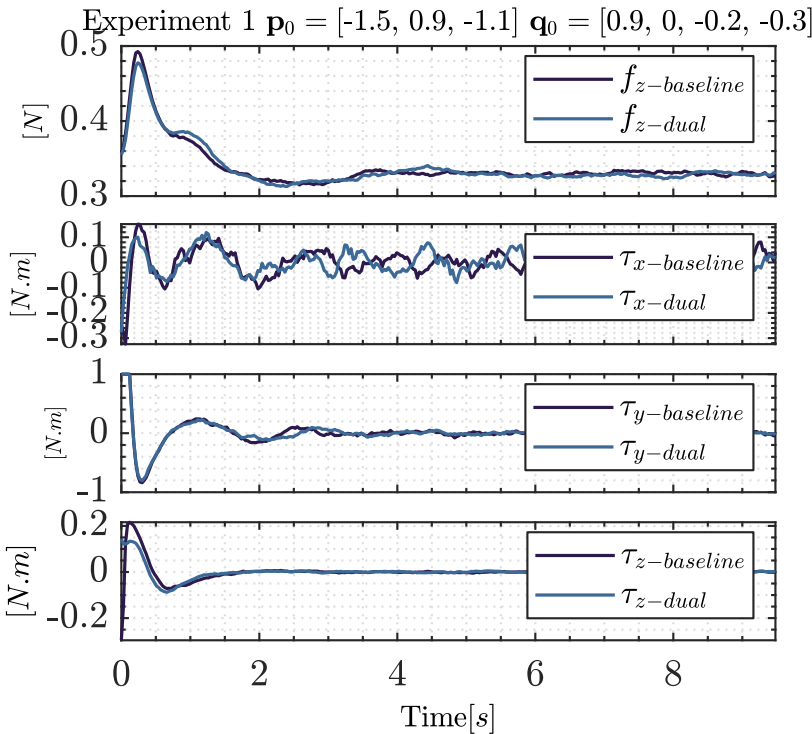 Experiment 1 p₀ = [-1.5, 0.9, -1.1] q₀ = [0.9, 0, -0.2, -0.3]
0.5
0.4
0.3
[N]
f_{z−baseline}
f_{z−dual}
0.1
0
-0.1
-0.2
-0.3
[N.m]
τ_{x−baseline}
τ_{x−dual}
1
0
-1
[N.m]
τ_{y−baseline}
τ_{y−dual}
0.2
0
-0.2
[N.m]
τ_{z−baseline}
τ_{z−dual}
0 2 4 6 8
Time[s]